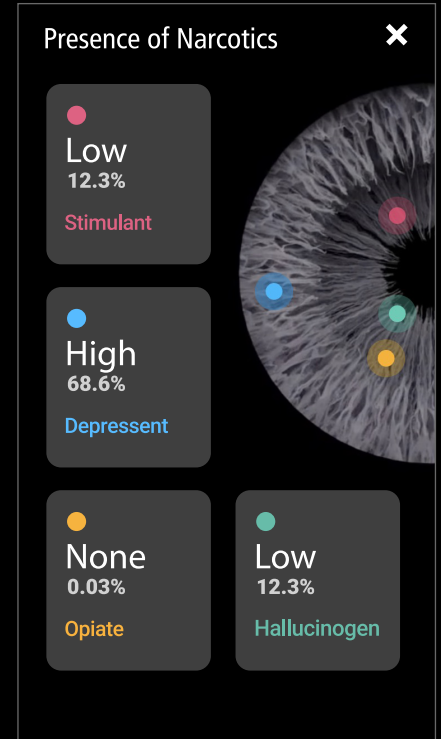 Presence of Narcotics
Low
12.3%
Stimulant
High
68.6%
Depressent
None
0.03%
Opiate
Low
12.3%
Hallucinogen